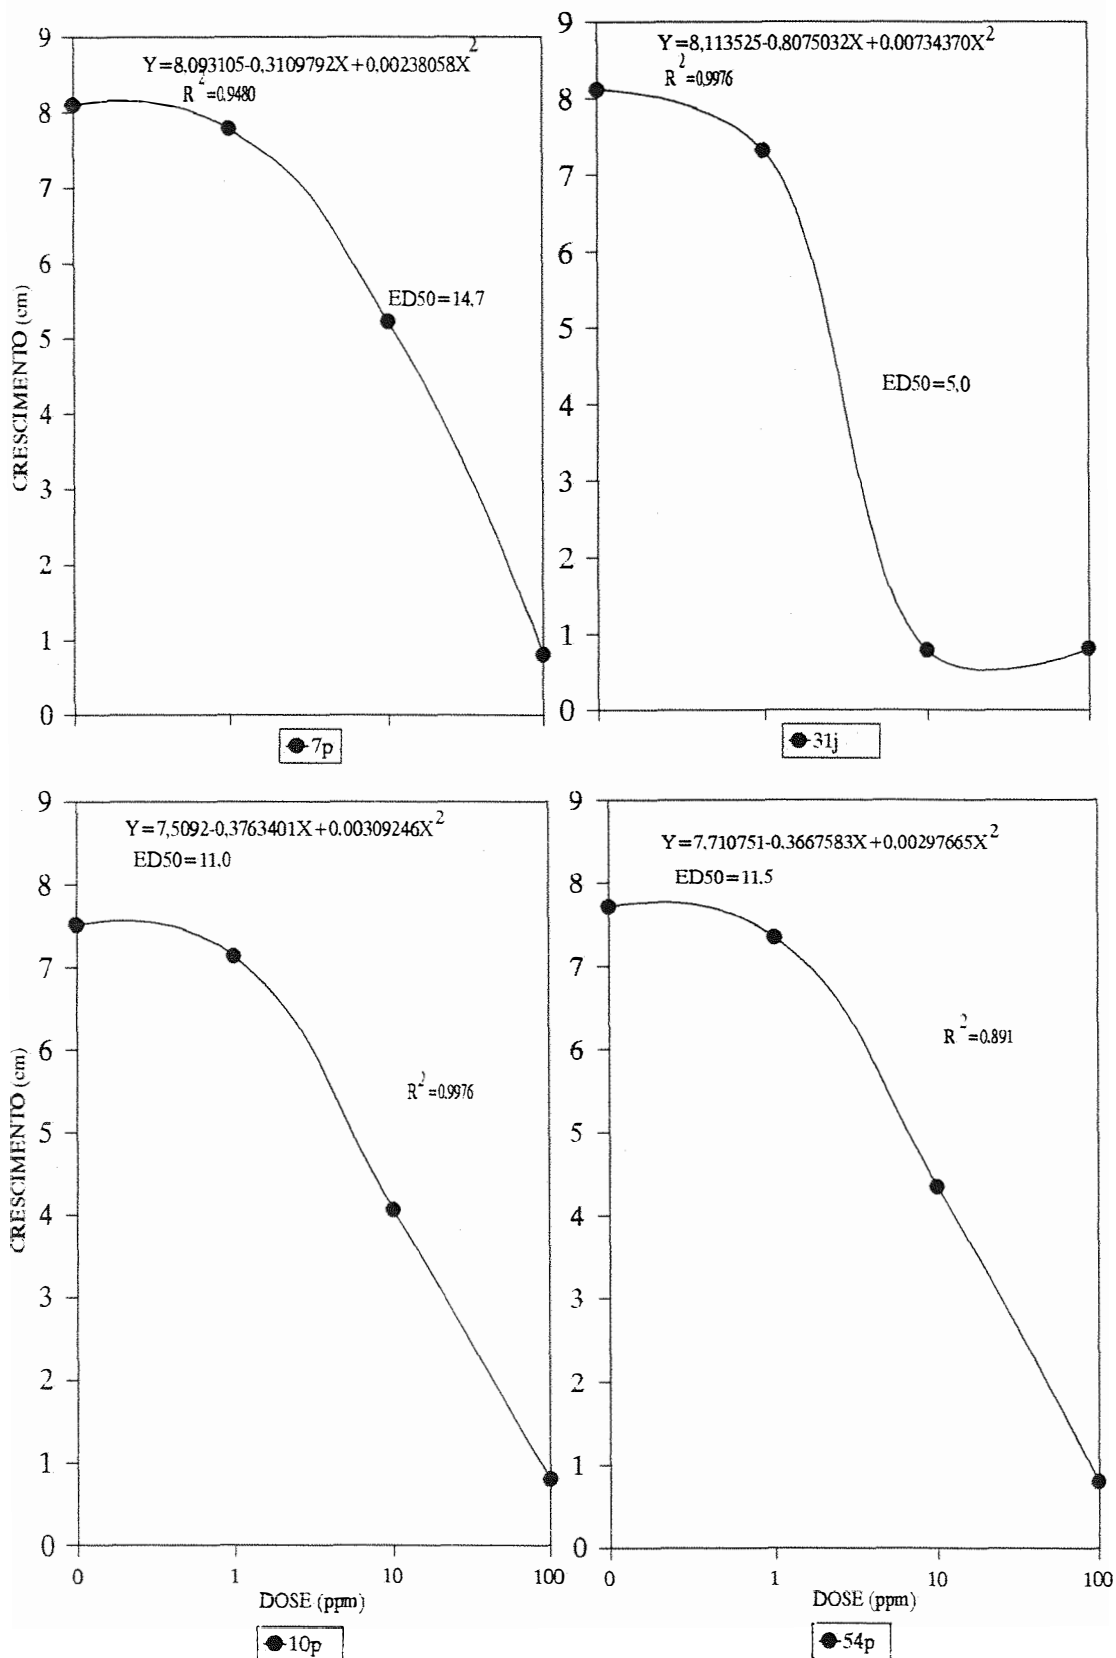 Y=8,093105-0,3109792X+0.00238058X²
R²=0.9480
9
8
7
6
5
4
3
2
1
0
CRESCIMENTO (cm)
ED50=14,7
7p
Y=8,113525-0.8075032X+0.00734370X²
R²=0.9976
9
8
7
6
5
4
3
2
1
0
ED50=5,0
31j
Y=7,5092-0,3763401X+0.00309246X²
ED50=11,0
9
8
7
6
5
4
3
2
1
0
CRESCIMENTO (cm)
R²=0.9976
0 1 10 100
DOSE (ppm)
10p
Y=7,710751-0.3667583X+0.00297665X²
ED50=11.5
9
8
7
6
5
4
3
2
1
0
R²=0.891
0 1 10 100
DOSE (ppm)
54p